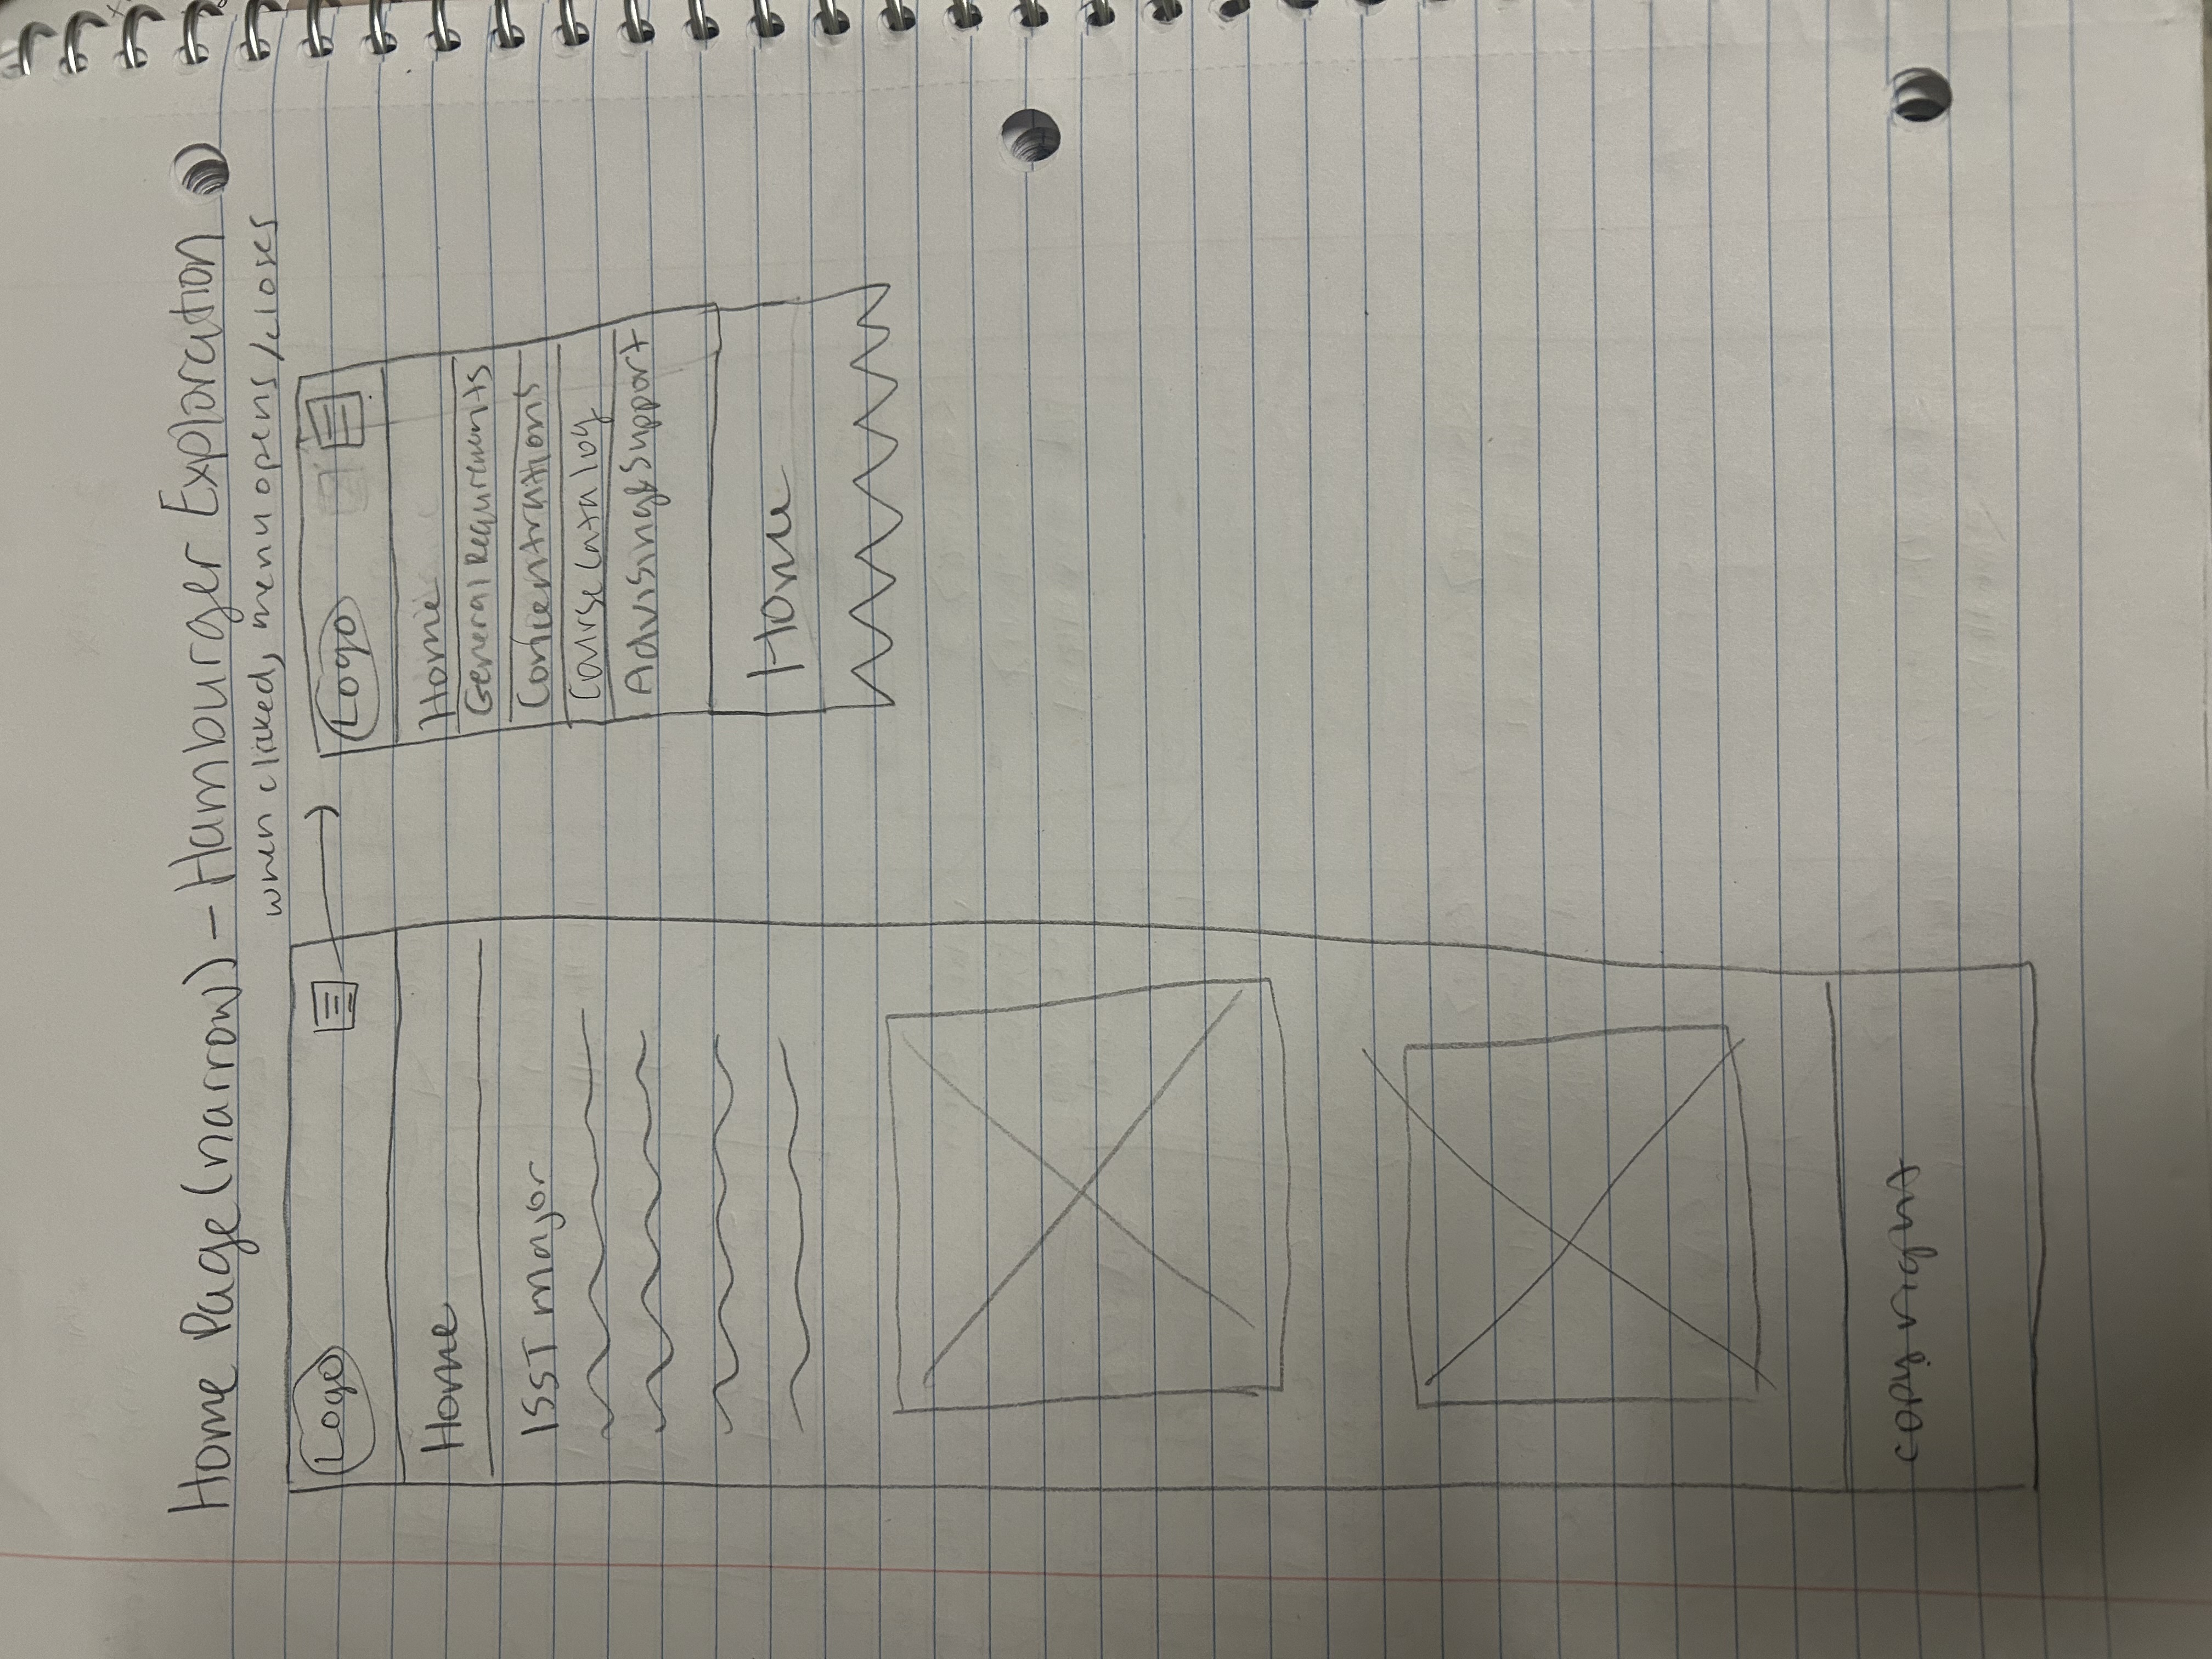 Home Page (narrow) – Hamburger Exploration
when clicked, menu opens/closes
Logo
Home
ISST major
copyright
Logo
Home
General Requirements
Concentrations
Course Catalog
Advising & Support
Home